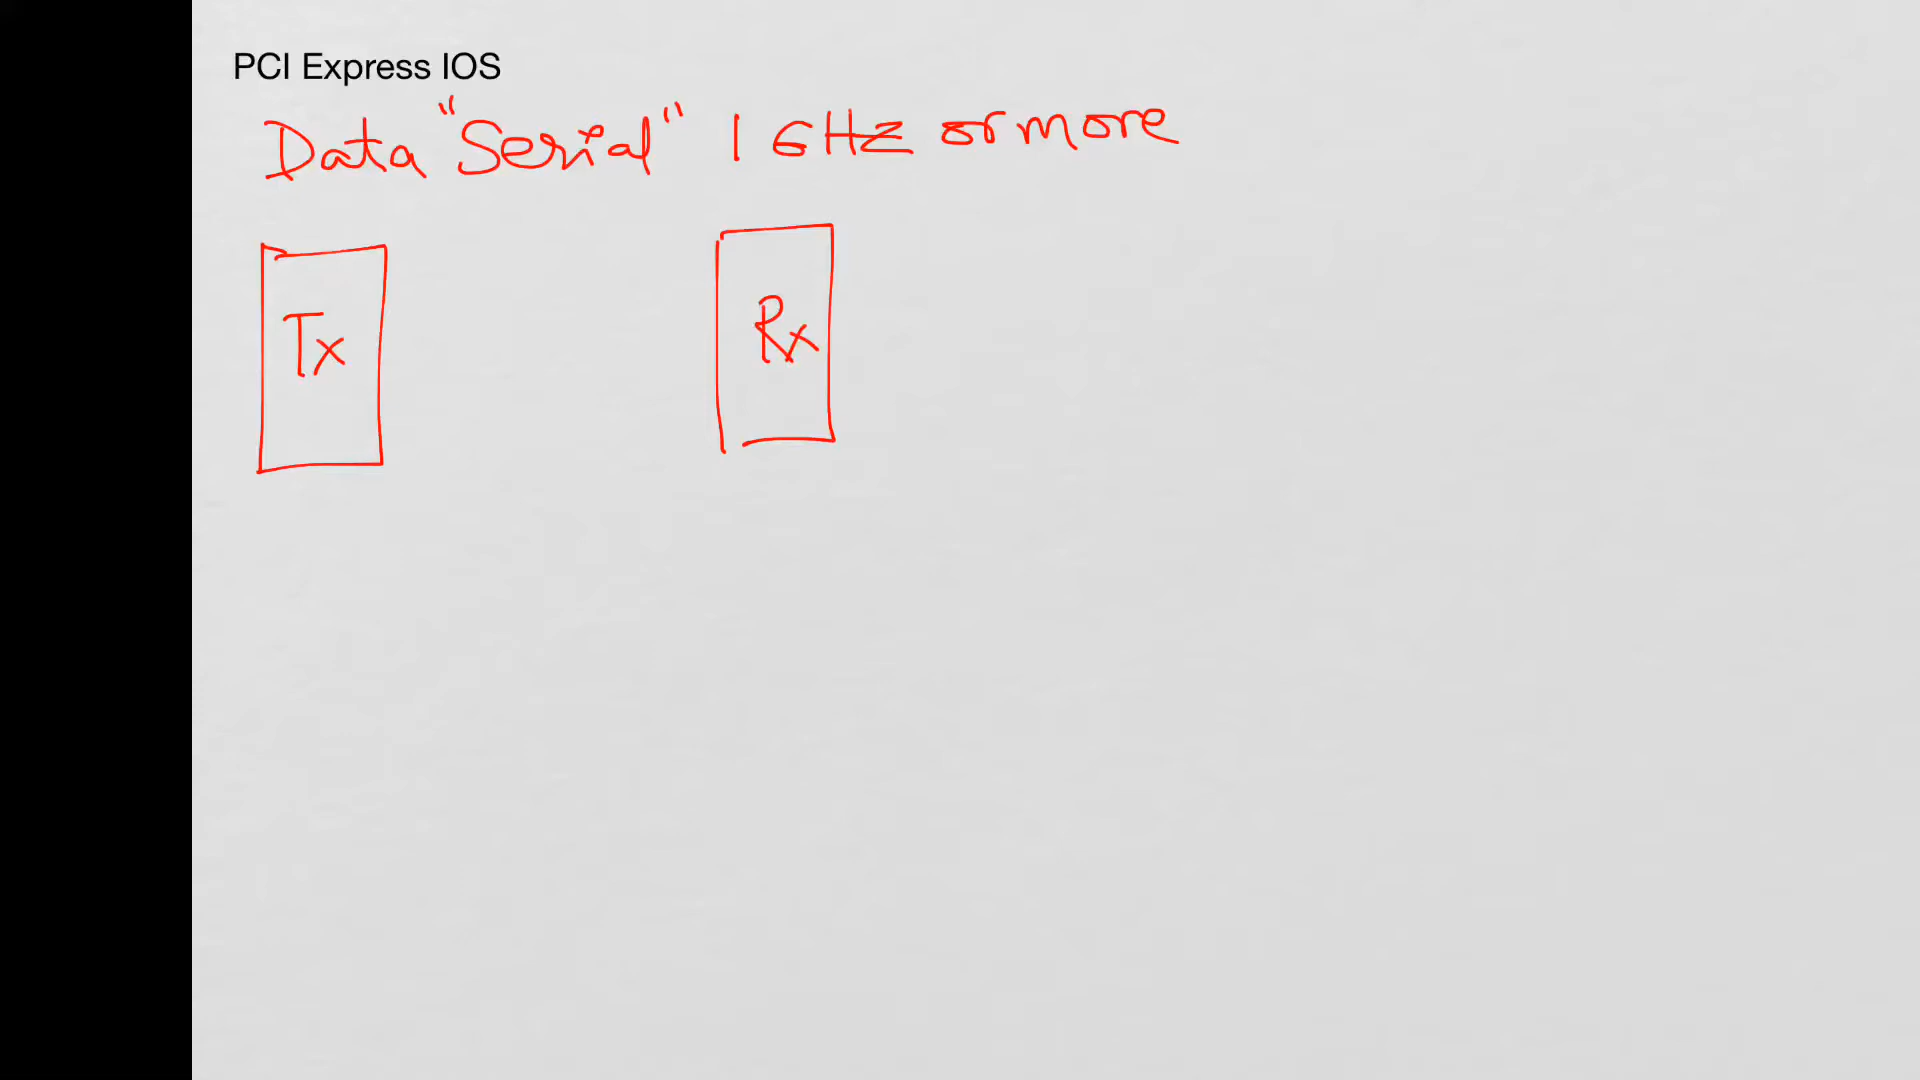 PCI Express IOS
Data "Serial" 1 GHz or more
Tx
Rx